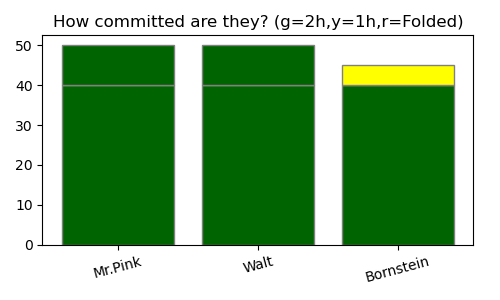 How committed are they? (g=2h,y=1h,r=Folded)
50
40
30
20
10
0
Mr.Pink
Walt
Bornstein